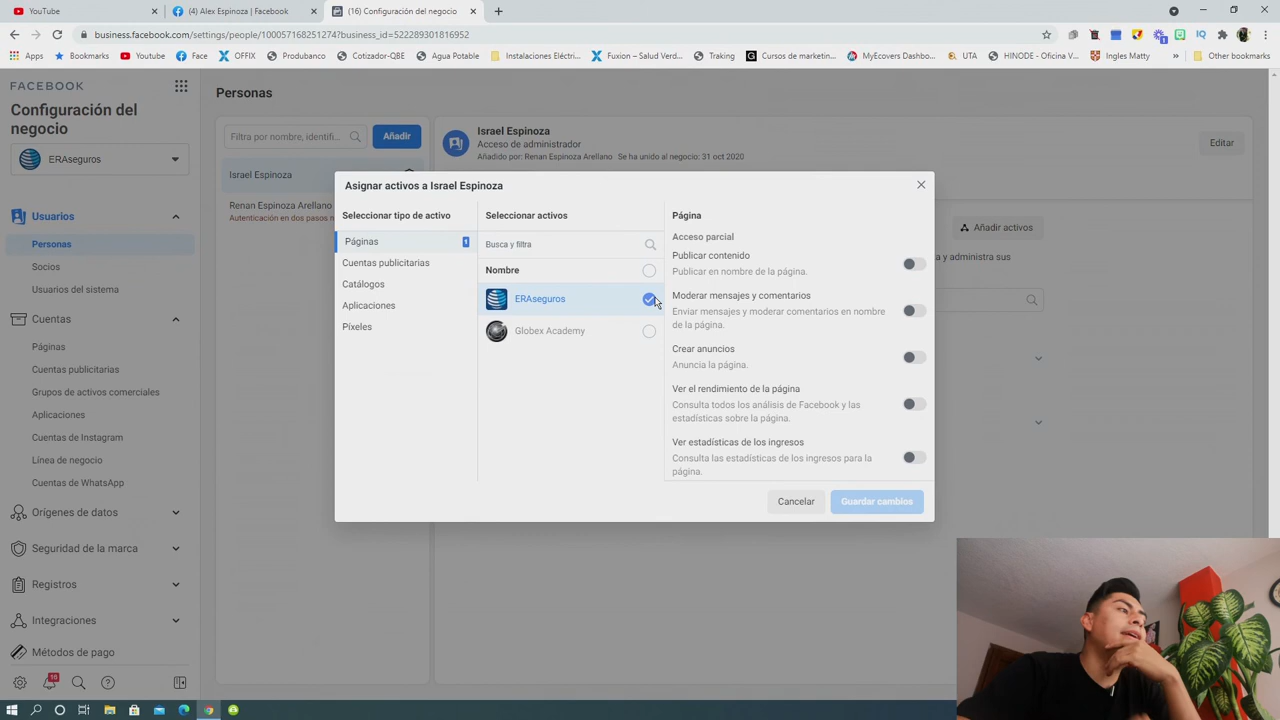 YouTube
(4) Alex Espinoza | Facebook
(16) Configuración del negocio
business.facebook.com/settings/people/100057168251274?business_id=522289301816952
Apps
Bookmarks
Youtube
Face
OFFIX
Produbanco
Cotizador-QBE
Agua Potable
Instalaciones Eléctr...
Fuxion – Salud Verd...
Traking
Cursos de marketin...
MyEcovers Dashbo...
UTA
HINODE - Oficina V...
Ingles Matty
Other bookmarks
FACEBOOK
Configuración del
negocio
ERAseguros
Usuarios
Personas
Socios
Usuarios del sistema
Cuentas
Páginas
Cuentas publicitarias
Grupos de activos comerciales
Aplicaciones
Cuentas de Instagram
Línea de negocio
Cuentas de WhatsApp
Orígenes de datos
Seguridad de la marca
Registros
Integraciones
Métodos de pago
16
Personas
Filtra por nombre, identifi...
Añadir
Israel Espinoza
Renan Espinoza Arellano
Autenticación en dos pasos n
Israel Espinoza
Acceso de administrador
Añadido por: Renan Espinoza Arellano Se ha unido al negocio: 31 oct 2020
Editar
Añadir activos
y administra sus
Asignar activos a Israel Espinoza
Seleccionar tipo de activo
Páginas
1
Cuentas publicitarias
Catálogos
Aplicaciones
Píxeles
Seleccionar activos
Busca y filtra
Nombre
ERAseguros
Globex Academy
Página
Acceso parcial
Publicar contenido
Publicar en nombre de la página.
Moderar mensajes y comentarios
Enviar mensajes y moderar comentarios en nombre
de la página.
Crear anuncios
Anuncia la página.
Ver el rendimiento de la página
Consulta todos los análisis de Facebook y las
estadísticas sobre la página.
Ver estadísticas de los ingresos
Consulta las estadísticas de los ingresos para la
página.
Cancelar
Guardar cambios